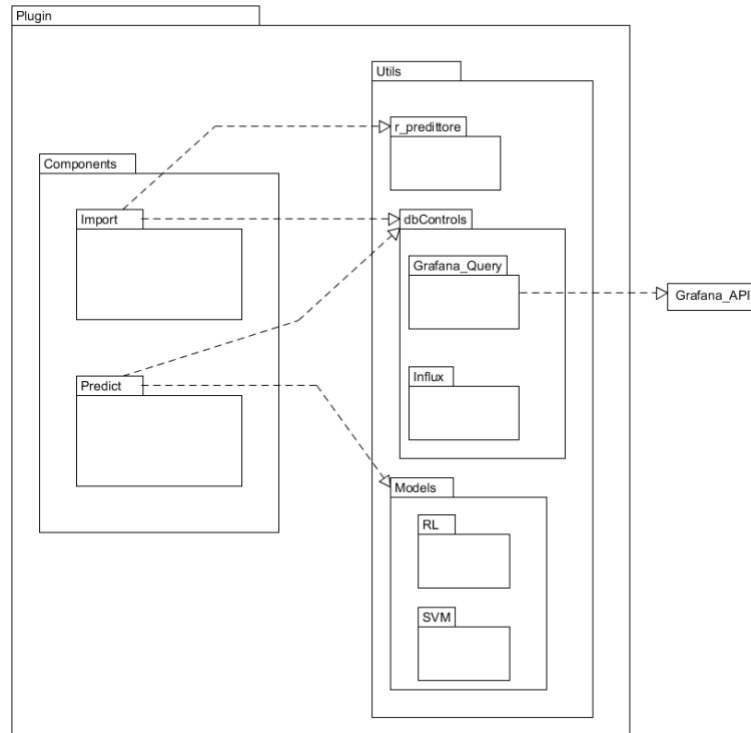 Plugin
Utils
r_predittore
Components
Import
dbControls
Grafana_Query
Grafana_API
Predict
Influx
Models
RL
SVM